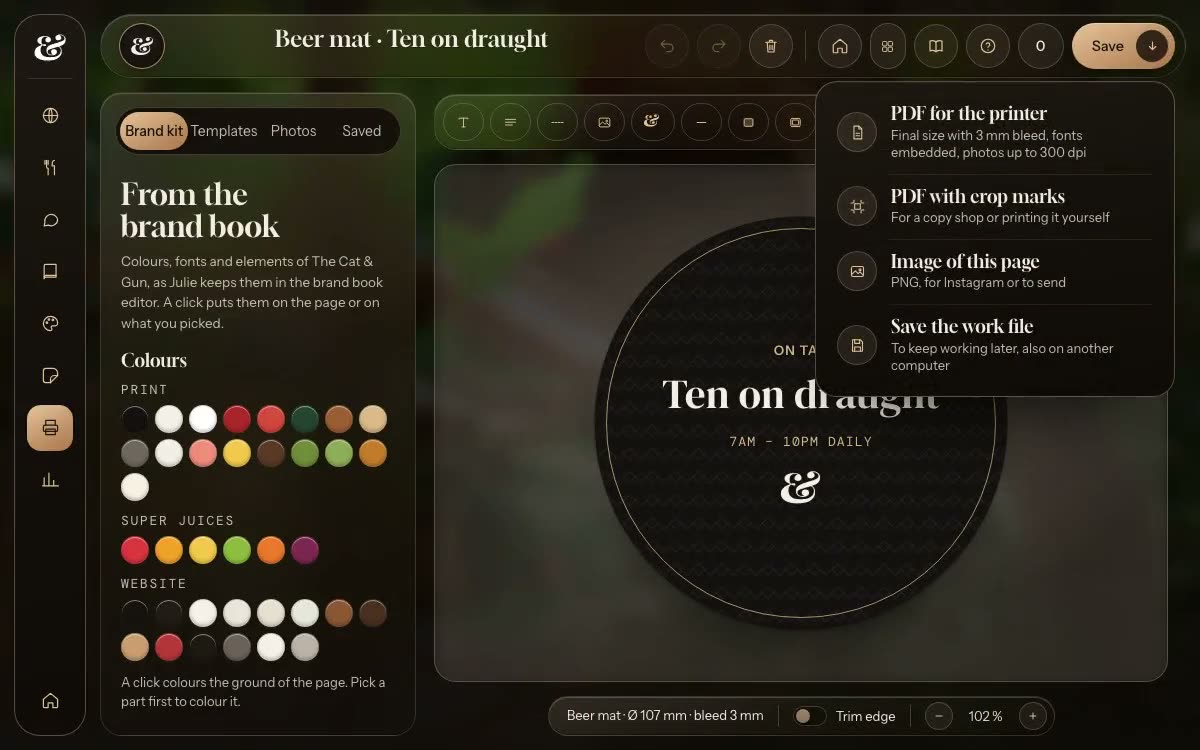 &
&
Beer mat · Ten on draught
0
Save
Brand kit
Templates
Photos
Saved
From the
brand book
Colours, fonts and elements of The Cat &
Gun, as Julie keeps them in the brand book
editor. A click puts them on the page or on
what you picked.
Colours
PRINT
SUPER JUICES
WEBSITE
A click colours the ground of the page. Pick a
part first to colour it.
T
&
PDF for the printer
Final size with 3 mm bleed, fonts
embedded, photos up to 300 dpi
PDF with crop marks
For a copy shop or printing it yourself
Image of this page
PNG, for Instagram or to send
Save the work file
To keep working later, also on another
computer
ON TA
Ten on draught
7AM – 10PM DAILY
&
Beer mat · Ø 107 mm · bleed 3 mm
Trim edge
−
102 %
+